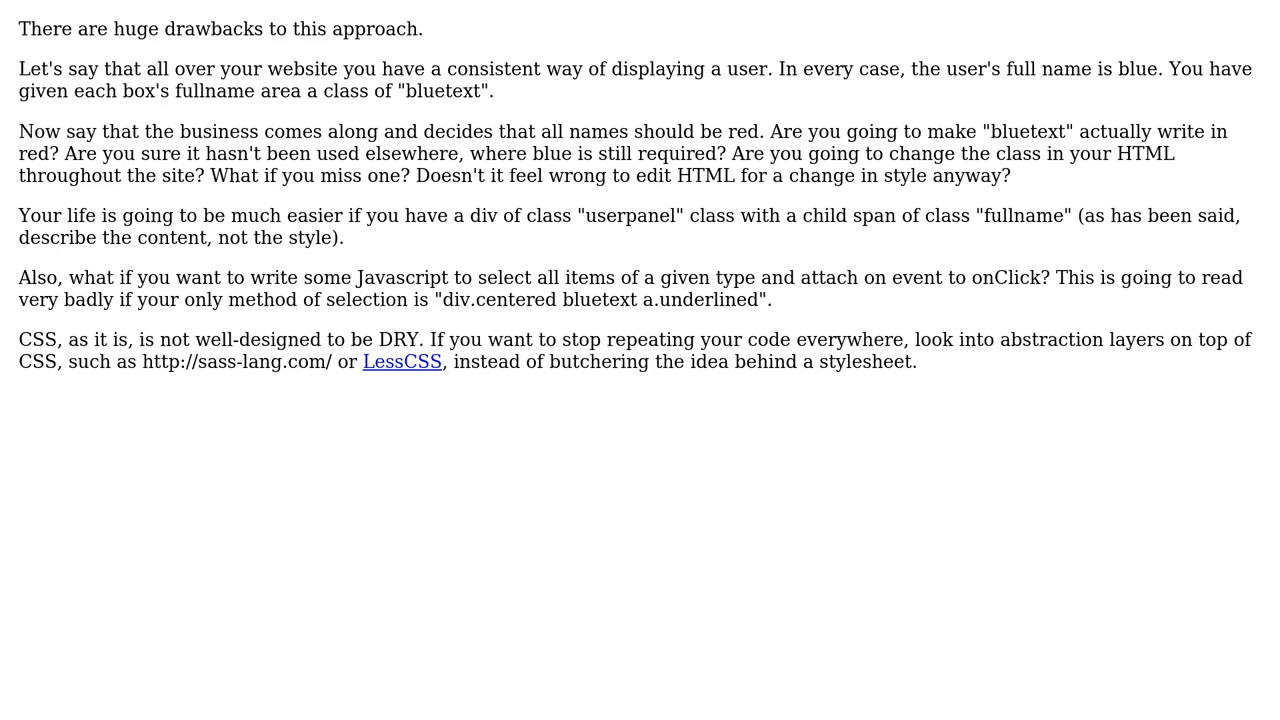 There are huge drawbacks to this approach.
Let's say that all over your website you have a consistent way of displaying a user. In every case, the user's full name is blue. You have
given each box's fullname area a class of "bluetext".
Now say that the business comes along and decides that all names should be red. Are you going to make "bluetext" actually write in
red? Are you sure it hasn't been used elsewhere, where blue is still required? Are you going to change the class in your HTML
throughout the site? What if you miss one? Doesn't it feel wrong to edit HTML for a change in style anyway?
Your life is going to be much easier if you have a div of class "userpanel" class with a child span of class "fullname" (as has been said,
describe the content, not the style).
Also, what if you want to write some Javascript to select all items of a given type and attach on event to onClick? This is going to read
very badly if your only method of selection is "div.centered bluetext a.underlined".
CSS, as it is, is not well-designed to be DRY. If you want to stop repeating your code everywhere, look into abstraction layers on top of
CSS, such as http://sass-lang.com/ or LessCSS, instead of butchering the idea behind a stylesheet.